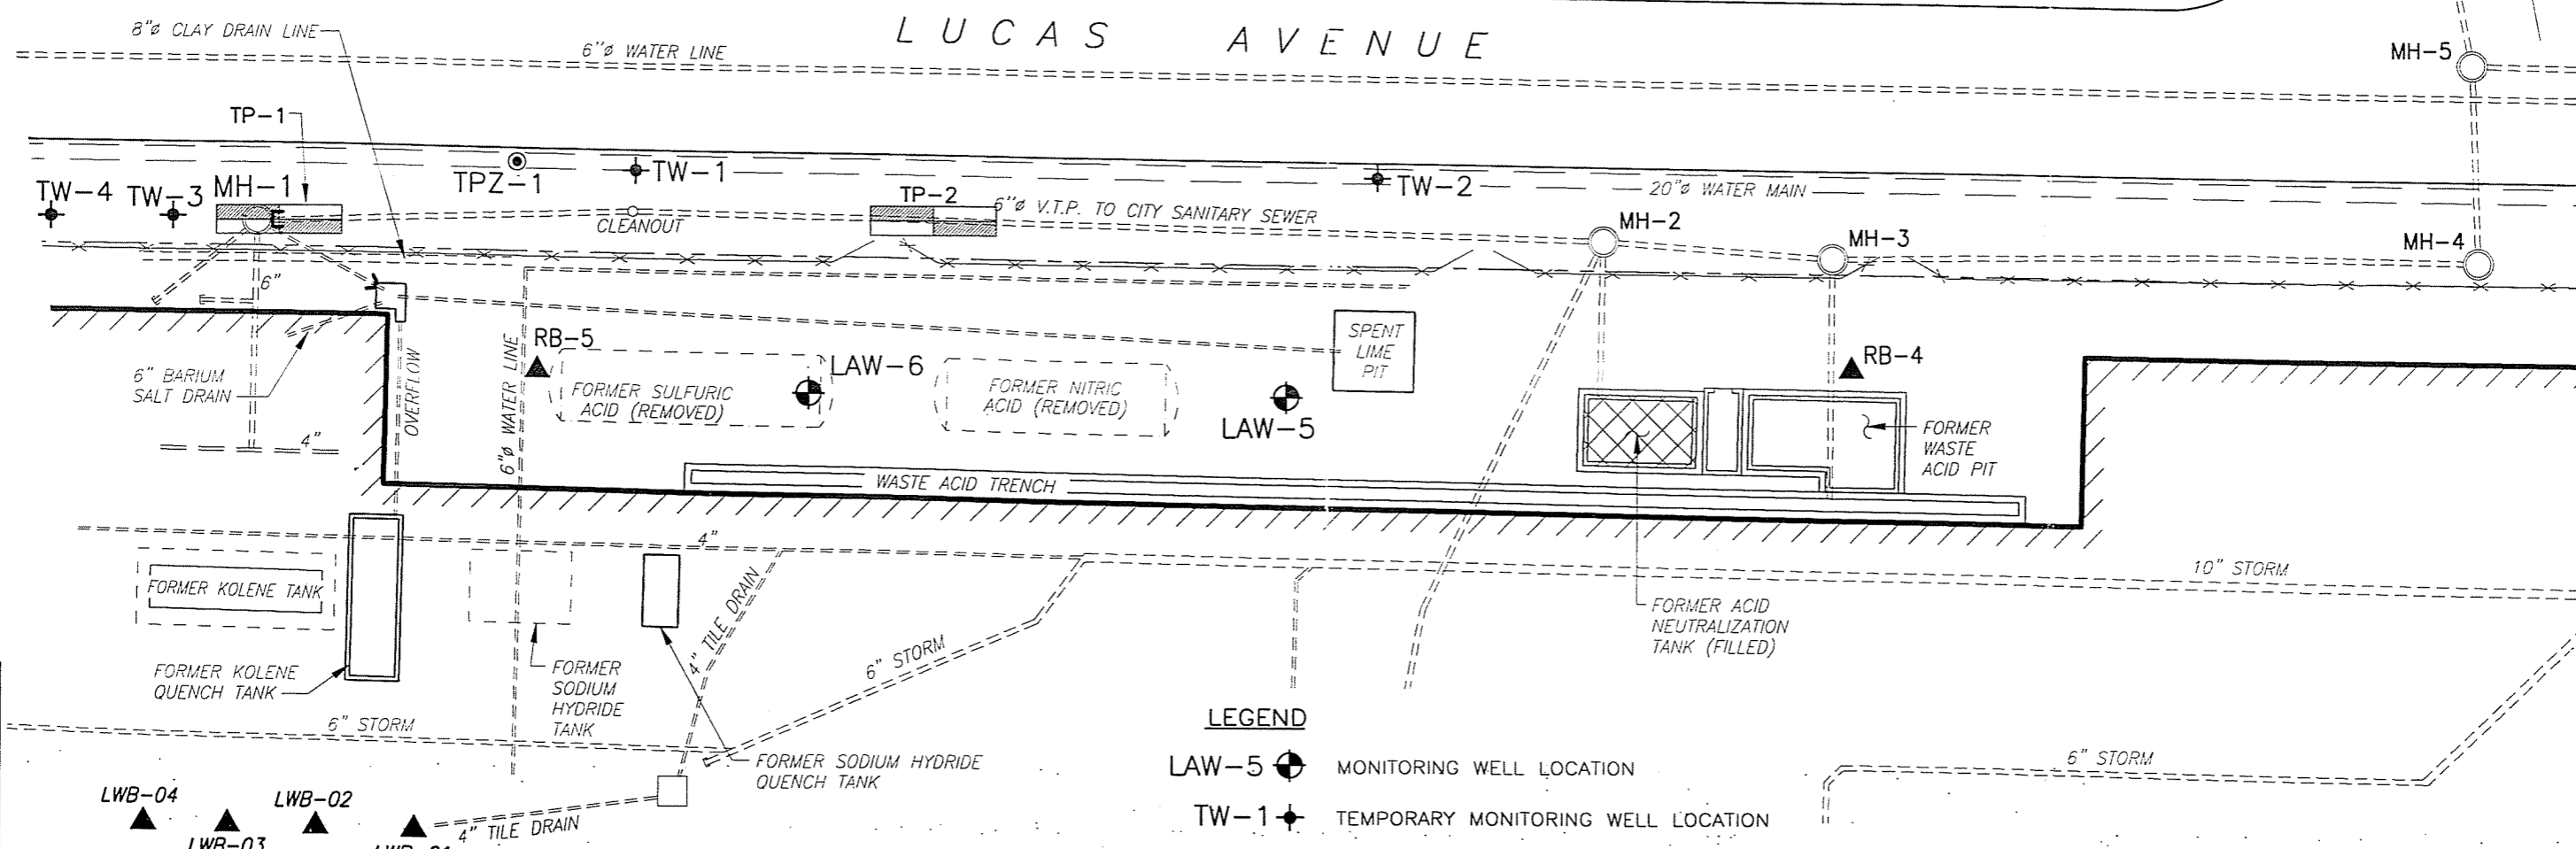 LUCAS AVENUE
8"ø CLAY DRAIN LINE
6"ø WATER LINE
MH-5
TP-1
TW-4
TW-3
MH-1
TPZ-1
TW-1
TW-2
20"ø WATER MAIN
TP-2
6"ø V.T.P. TO CITY SANITARY SEWER
CLEANOUT
MH-2
MH-3
MH-4
6"
RB-5
LAW-6
SPENT
LIME
PIT
RB-4
6" BARIUM
SALT DRAIN
OVERFLOW
6"ø WATER LINE
FORMER SULFURIC
ACID (REMOVED)
FORMER NITRIC
ACID (REMOVED)
LAW-5
FORMER
WASTE
ACID PIT
4"
WASTE ACID TRENCH
4"
10" STORM
FORMER KOLENE TANK
4" TILE DRAIN
FORMER ACID
NEUTRALIZATION
TANK (FILLED)
FORMER KOLENE
QUENCH TANK
FORMER
SODIUM
HYDRIDE
TANK
6" STORM
6" STORM
FORMER SODIUM HYDRIDE
QUENCH TANK
6" STORM
LEGEND
LAW-5 MONITORING WELL LOCATION
TW-1 TEMPORARY MONITORING WELL LOCATION
LWB-04
LWB-02
LWB-03
4" TILE DRAIN